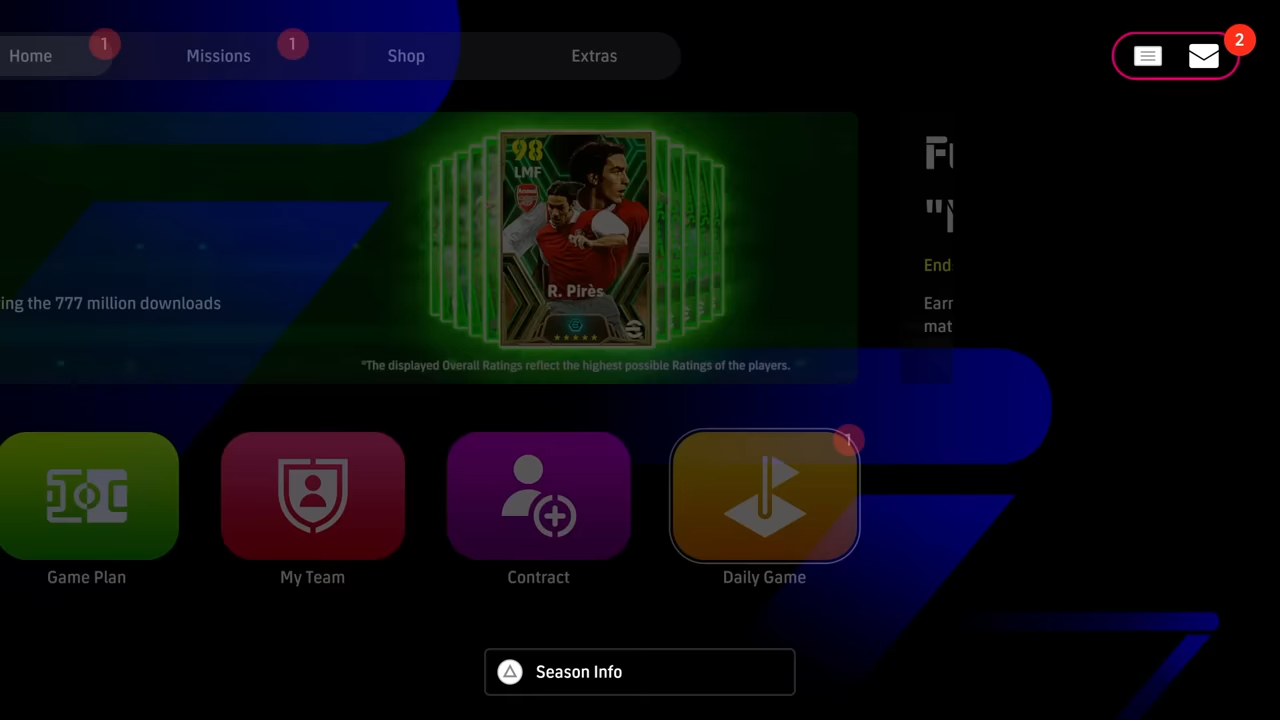 Home
1
Missions
1
Shop
Extras
2
98
LMF
R. Pirès
ing the 777 million downloads
*The displayed Overall Ratings reflect the highest possible Ratings of the players.
Ends
Earn
mat
1
Game Plan
My Team
Contract
Daily Game
Season Info